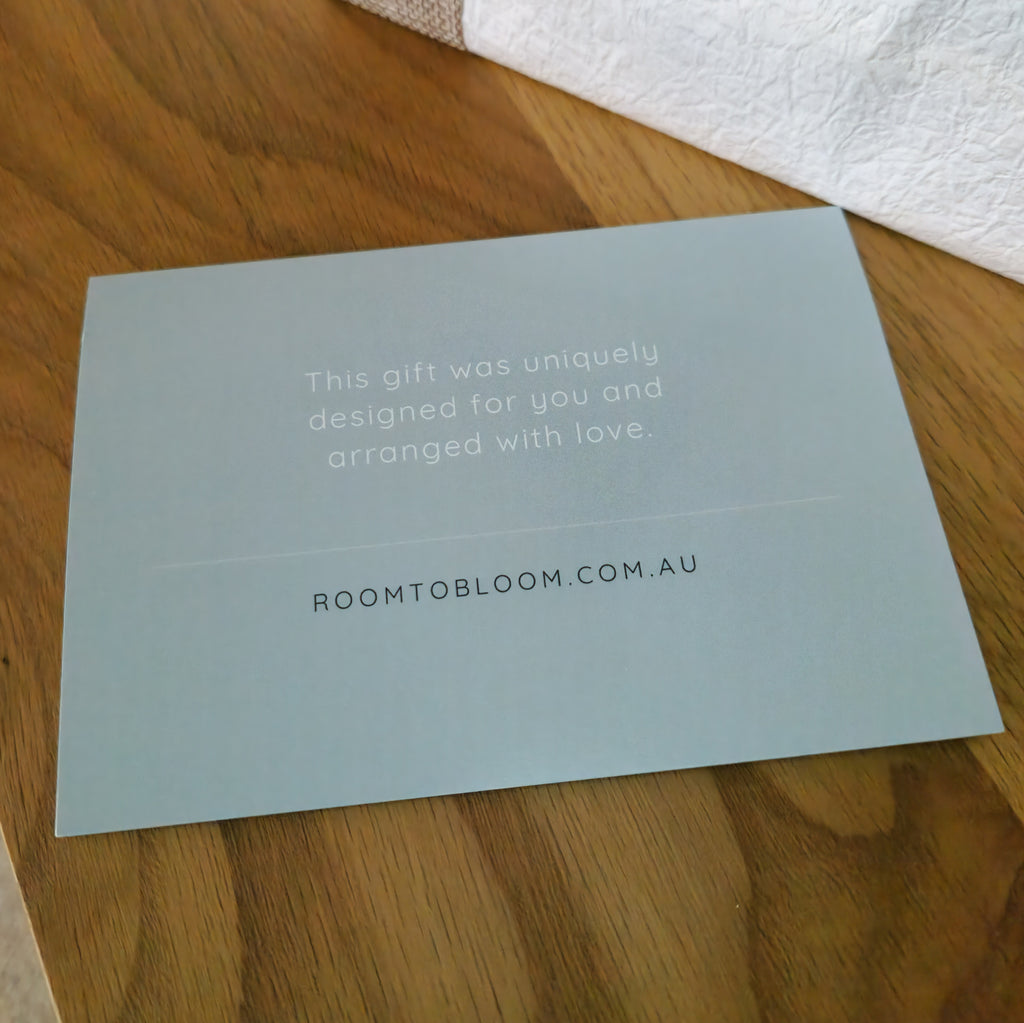 This gift was uniquely
designed for you and
arranged with love.
ROOMTOBLOOM.COM.AU